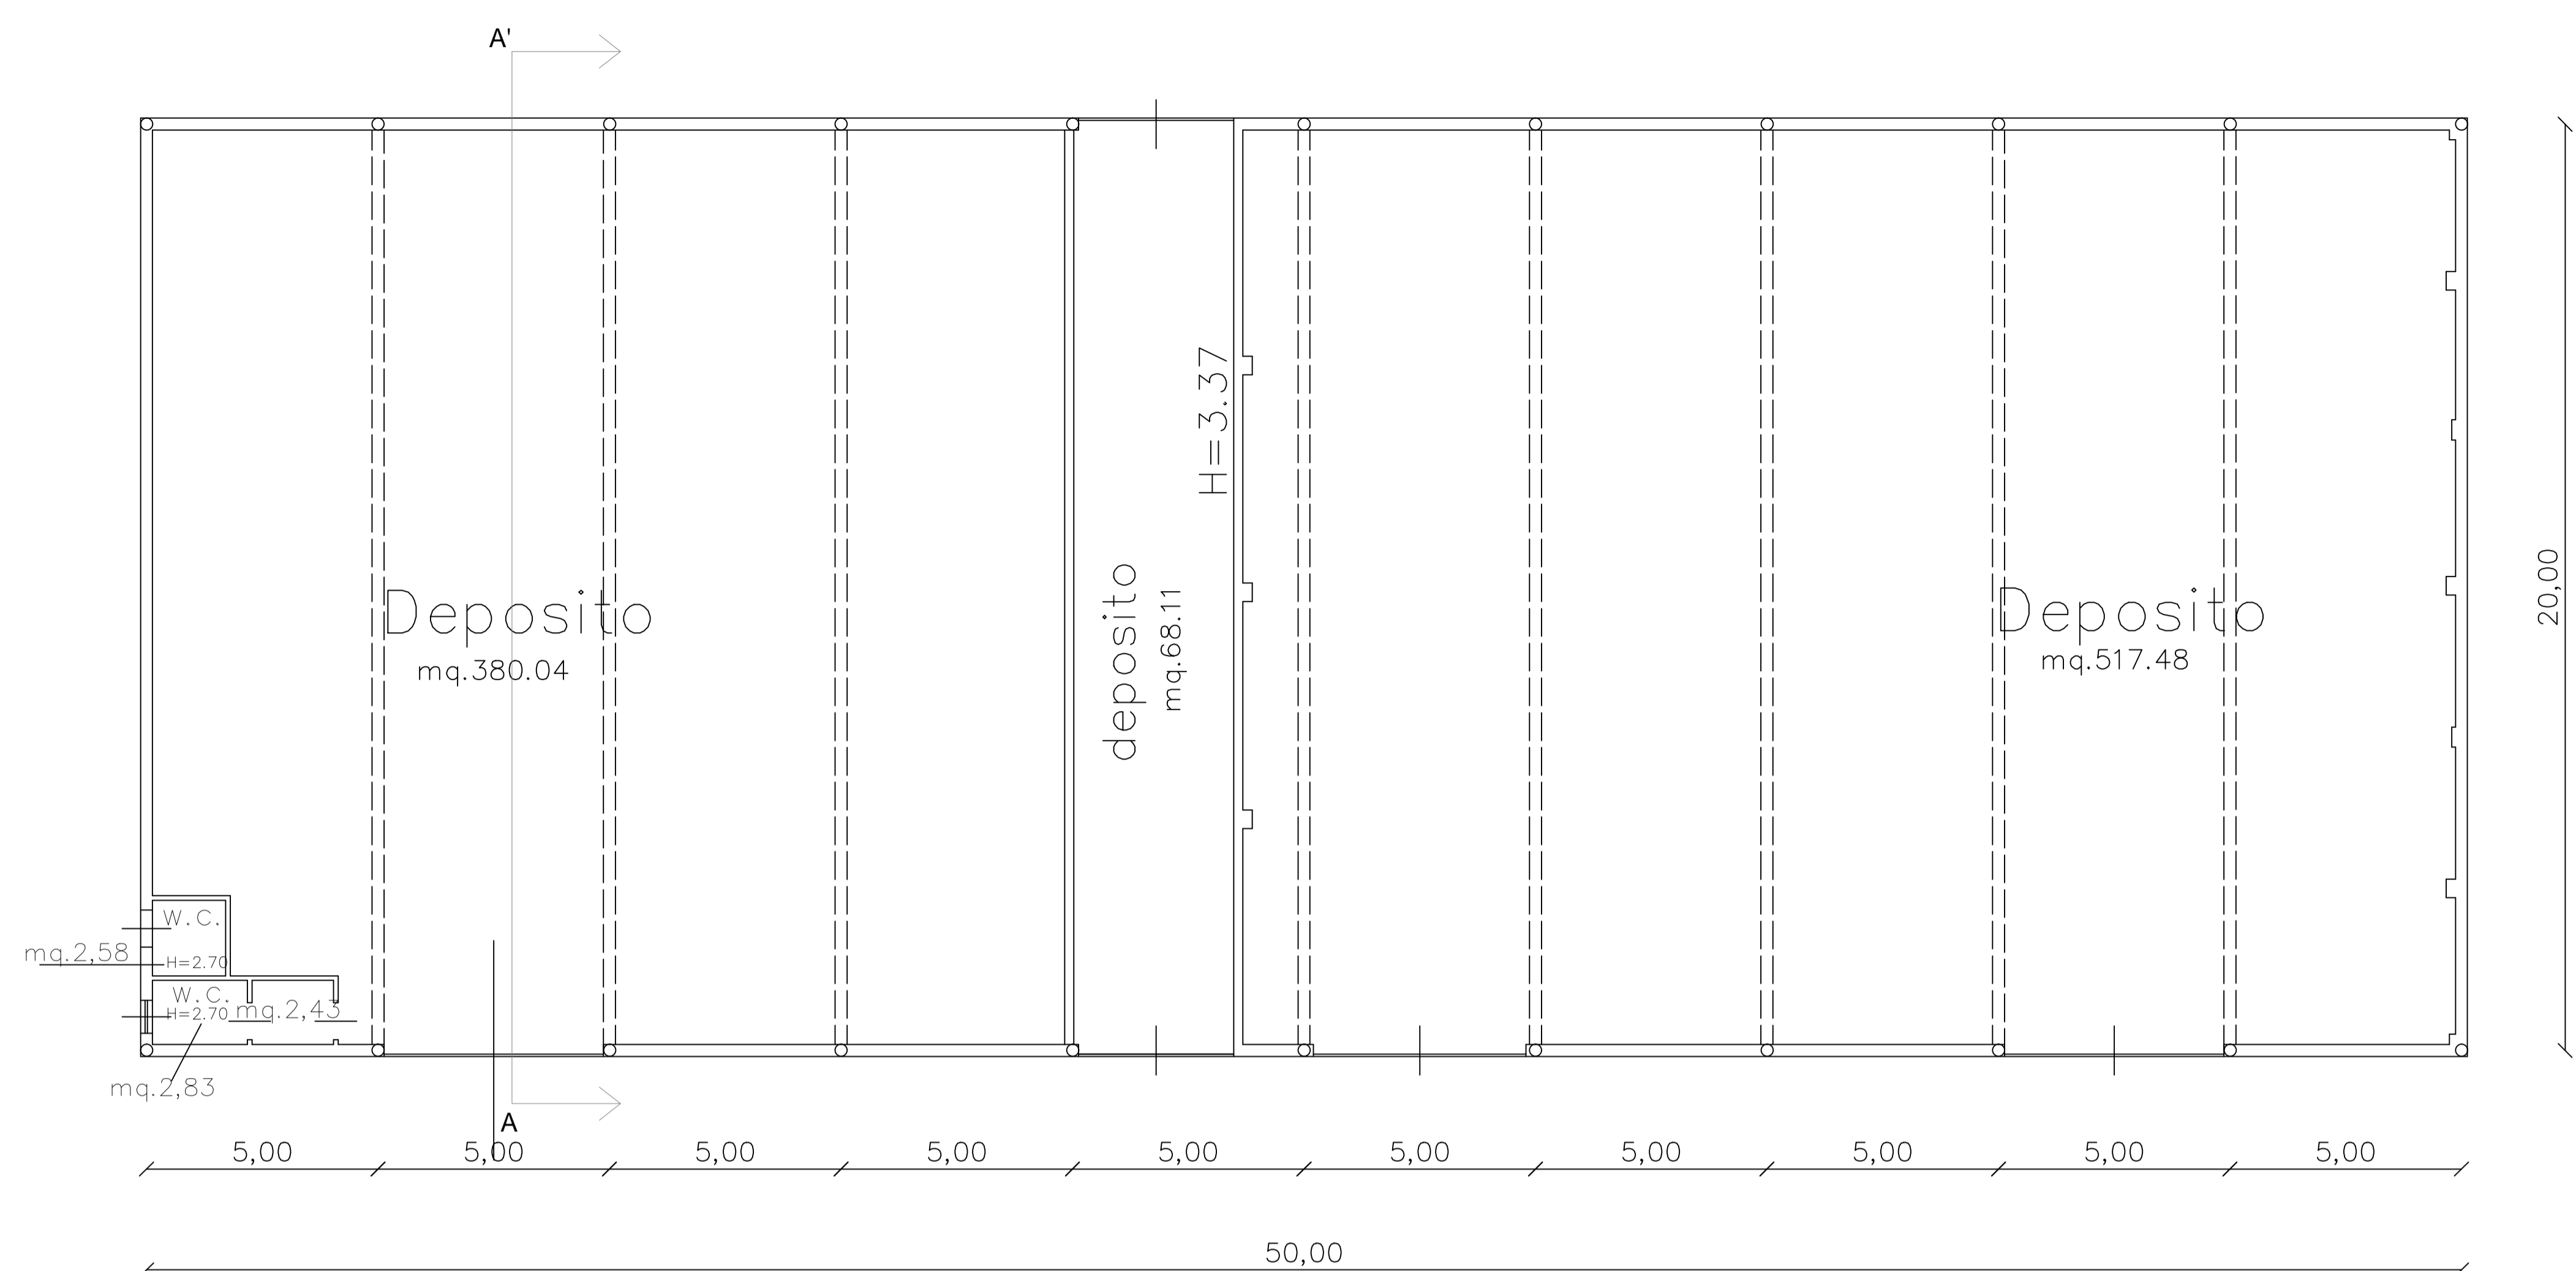 A'
H=3.37
Deposito
mq.380.04
deposito
mq.68.11
Deposito
mq.517.48
20,00
W.C.
mq.2,58
H=2.70
W.C.
H=2.70
mq.2,43
mq.2,83
A
5,00
5,00
5,00
5,00
5,00
5,00
5,00
5,00
5,00
5,00
50,00